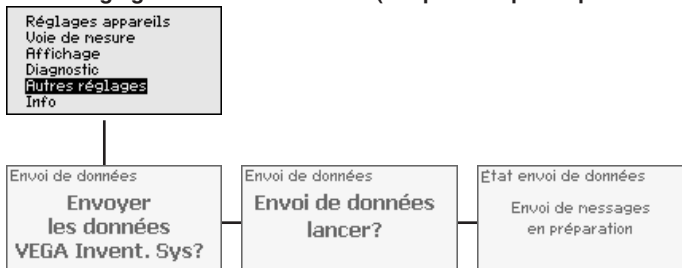 Réglages appareils
Voie de mesure
Affichage
Diagnostic
Autres réglages
Info
Envoi de données
Envoyer
les données
VEGA Invent. Sys?
Envoi de données
Envoi de données
lancer?
État envoi de données
Envoi de messages
en préparation